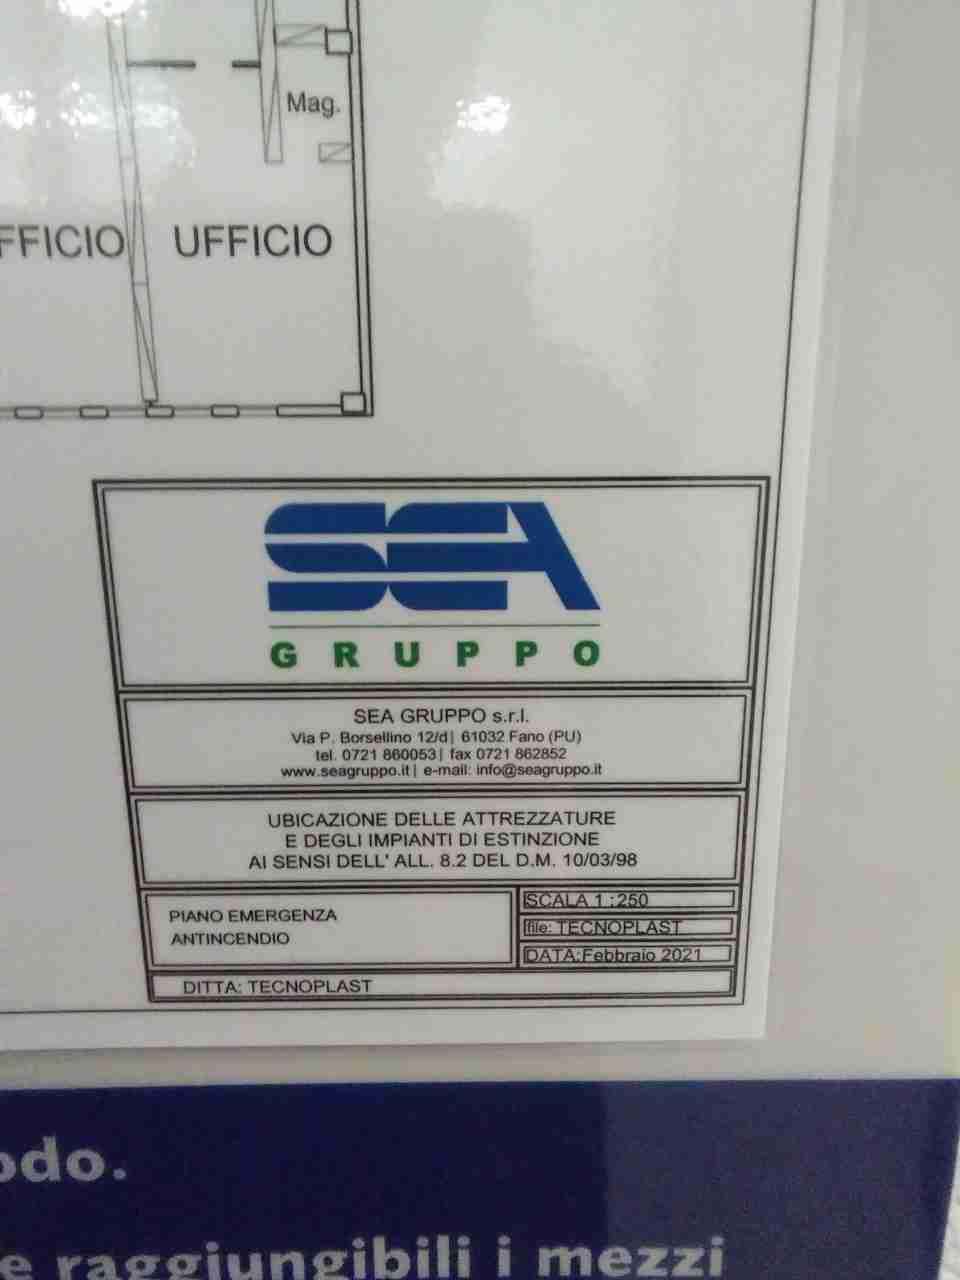 Mag.
FFICIO UFFICIO
SEA
GRUPPO
SEA GRUPPO s.r.l.
Via P. Borsellino 12/d| 61032 Fano (PU)
tel. 0721 860053| fax 0721 862852
www.seagruppo.it| e-mail: info@seagruppo.it
UBICAZIONE DELLE ATTREZZATURE
E DEGLI IMPIANTI DI ESTINZIONE
AI SENSI DELL' ALL. 8.2 DEL D.M. 10/03/98
PIANO EMERGENZA
ANTINCENDIO
SCALA 1 :250
file: TECNOPLAST
DATA:Febbraio 2021
DITTA: TECNOPLAST
odo.
e raggiungibili i mezzi